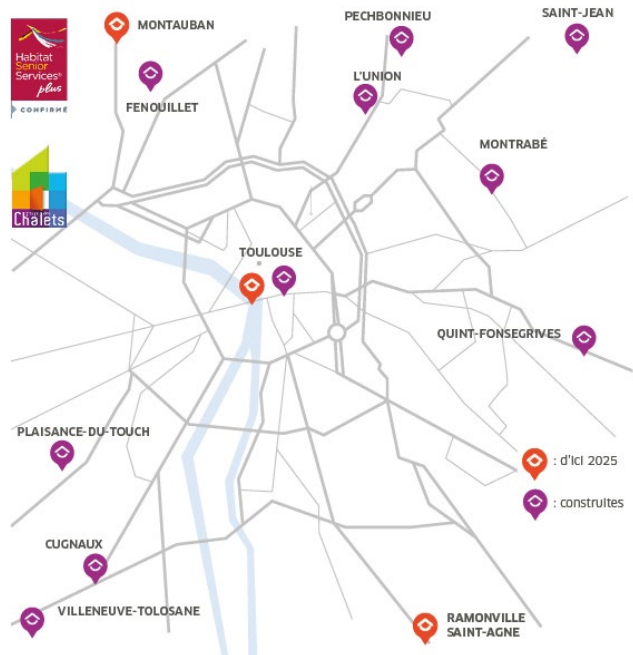 Habitat
Senior
Services®
plus
CONFIRMÉ
Chalets
MONTAUBAN
PECHBONNIEU
SAINT-JEAN
FENOUILLET
L'UNION
MONTRABÉ
TOULOUSE
QUINT-FONSEGRIVES
PLAISANCE-DU-TOUCH
: d'ici 2025
: construites
CUGNAUX
VILLENEUVE-TOLOSANE
RAMONVILLE
SAINT-AGNE